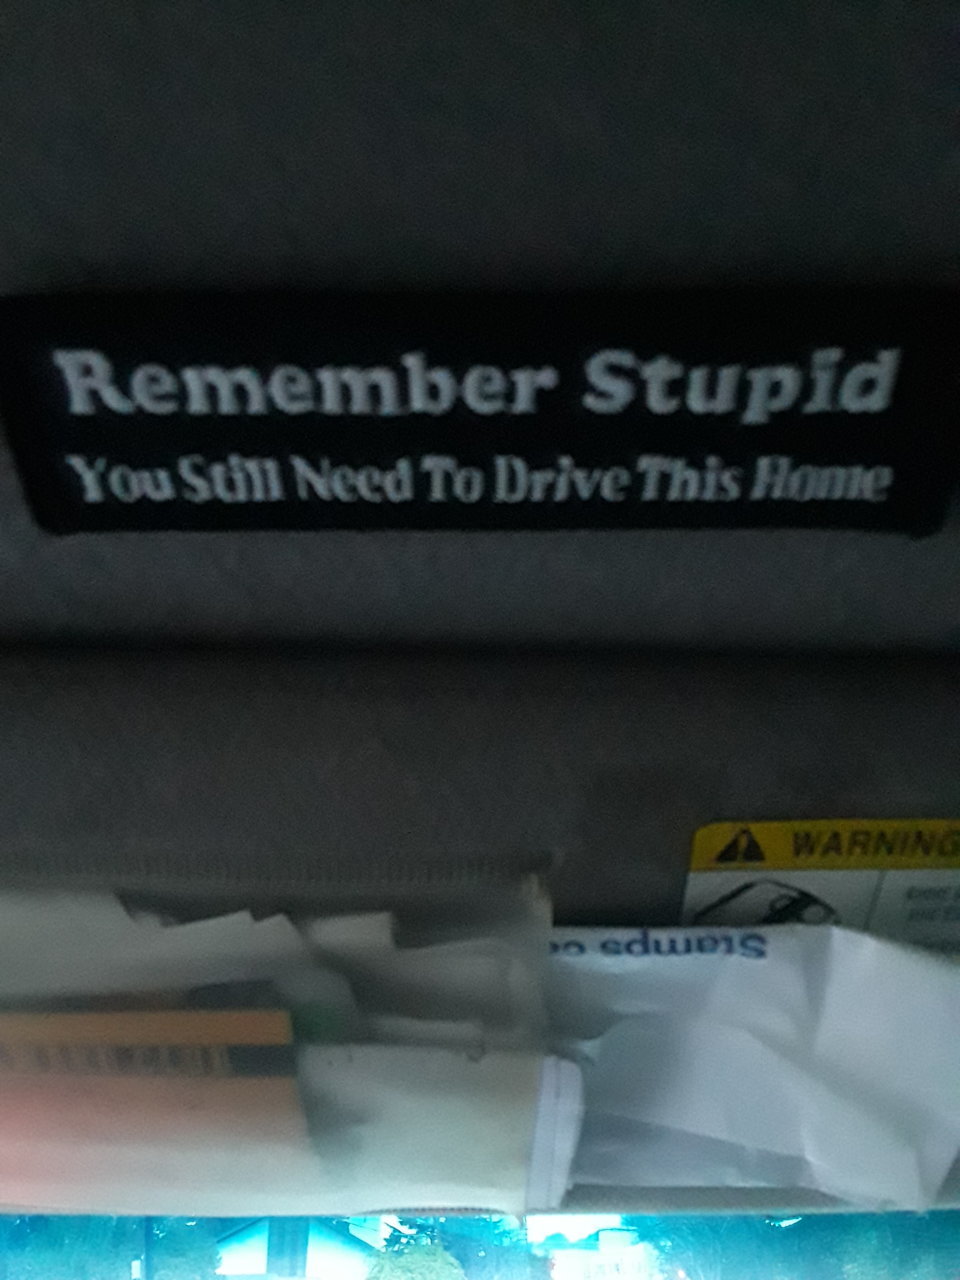 Remember Stupid
You Still Need To Drive This Home
WARNING
Stamps